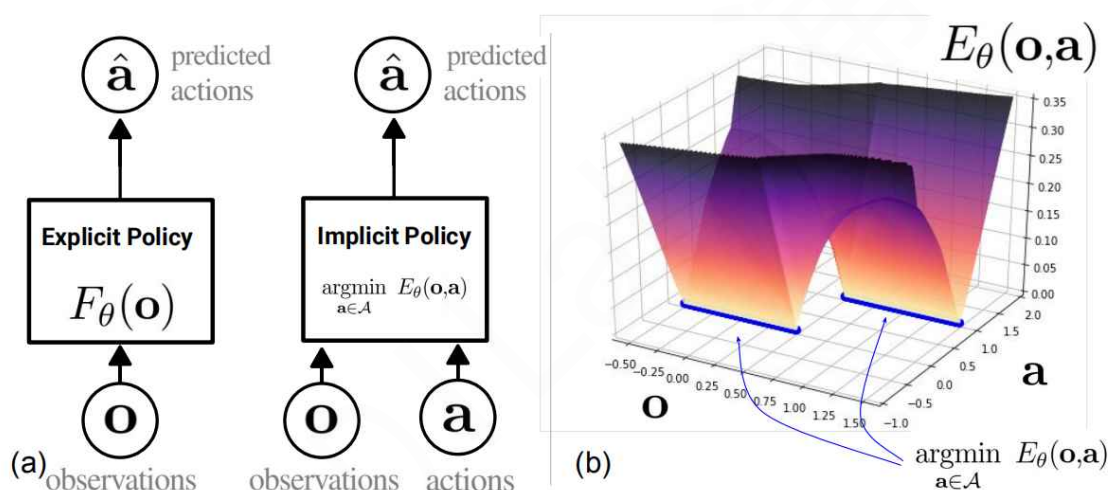 â
predicted
actions
Explicit Policy
F_θ(o)
o
observations
(a)
â
predicted
actions
Implicit Policy
argmin E_θ(o,a)
a∈𝒜
o
observations
a
actions
E_θ(o,a)
0.35
0.30
0.25
0.20
0.15
0.10
0.05
0.00
2.0
1.5
1.0
0.5
0.0
−0.5
−1.0
a
−0.50
−0.25
0.00
0.25
0.50
0.75
1.00
1.25
1.50
o
(b)
argmin E_θ(o,a)
a∈𝒜